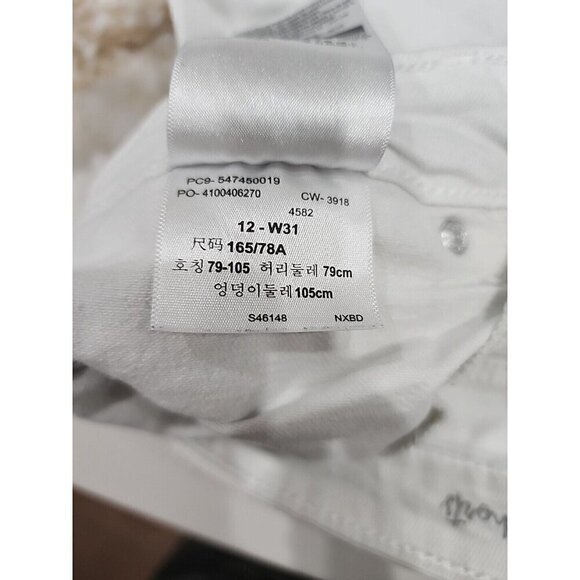 PC9- 547450019
PO- 4100406270 CW- 3918
4582
12 - W31
尺码 165/78A
호칭 79-105 허리둘레 79cm
엉덩이둘레 105cm
S46148 NXBD